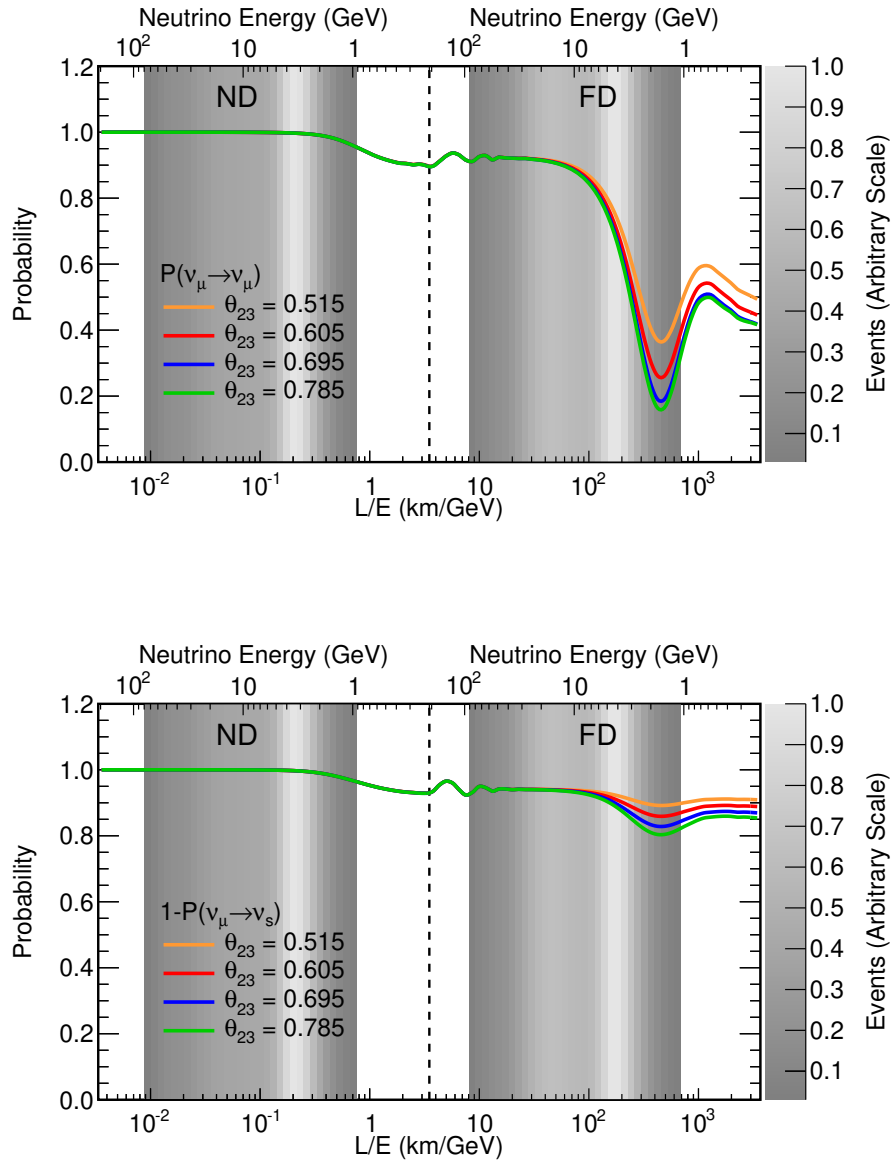 Neutrino Energy (GeV) Neutrino Energy (GeV)
10² 10 1 10² 10 1
1.2
1.0
0.8
0.6
0.4
0.2
0.0
Probability
ND FD
P(νμ→νμ)
θ23 = 0.515
θ23 = 0.605
θ23 = 0.695
θ23 = 0.785
10⁻² 10⁻¹ 1 10 10² 10³
L/E (km/GeV)
1.0
0.9
0.8
0.7
0.6
0.5
0.4
0.3
0.2
0.1
Events (Arbitrary Scale)
Neutrino Energy (GeV) Neutrino Energy (GeV)
10² 10 1 10² 10 1
1.2
1.0
0.8
0.6
0.4
0.2
0.0
Probability
ND FD
1-P(νμ→νs)
θ23 = 0.515
θ23 = 0.605
θ23 = 0.695
θ23 = 0.785
10⁻² 10⁻¹ 1 10 10² 10³
L/E (km/GeV)
1.0
0.9
0.8
0.7
0.6
0.5
0.4
0.3
0.2
0.1
Events (Arbitrary Scale)